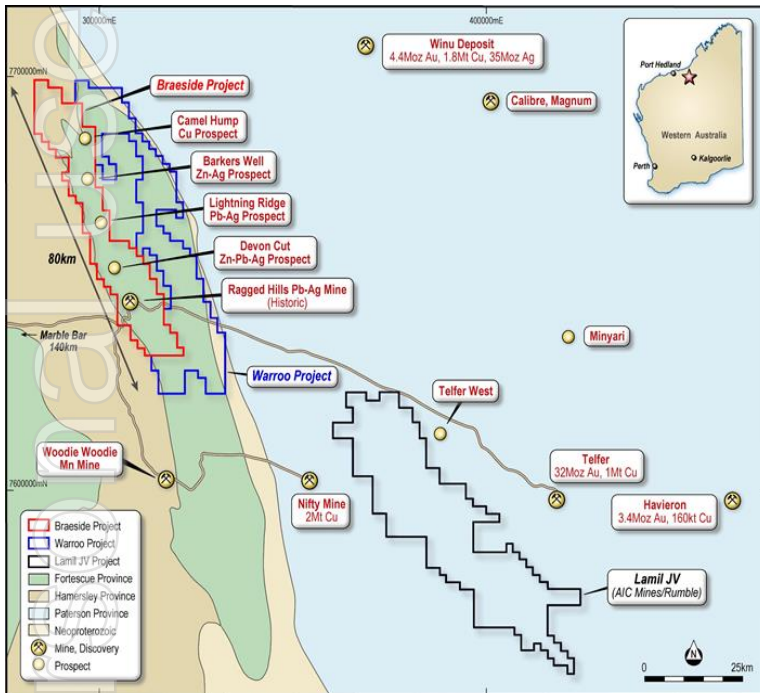 300000mE
400000mE
7700000mN
7600000mN
Winu Deposit
4.4Moz Au, 1.8Mt Cu, 35Moz Ag
Calibre, Magnum
Port Hedland
Western Australia
Perth
Kalgoorlie
Braeside Project
Camel Hump
Cu Prospect
Barkers Well
Zn-Ag Prospect
Lightning Ridge
Pb-Ag Prospect
Devon Cut
Zn-Pb-Ag Prospect
Ragged Hills Pb-Ag Mine
(Historic)
80km
Marble Bar
140km
Warroo Project
Minyari
Telfer West
Woodie Woodie
Mn Mine
Nifty Mine
2Mt Cu
Telfer
32Moz Au, 1Mt Cu
Havieron
3.4Moz Au, 160kt Cu
Lamil JV
(AIC Mines/Rumble)
Braeside Project
Warroo Project
Lamil JV Project
Fortescue Province
Hamersley Province
Paterson Province
Neoproterozoic
Mine, Discovery
Prospect
N
0
25km